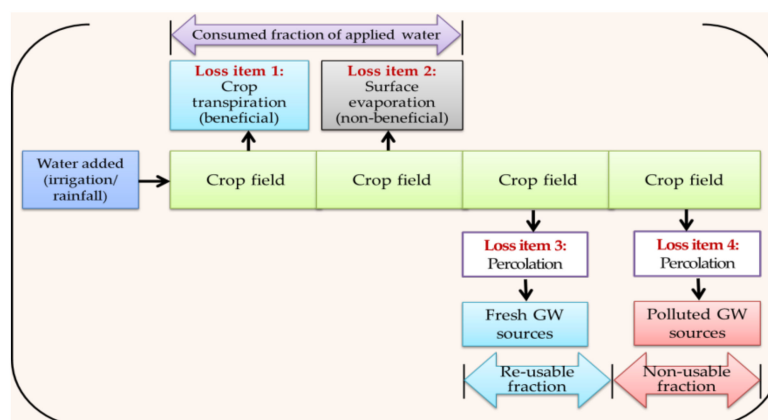 Consumed fraction of applied water
Loss item 1:
Crop
transpiration
(beneficial)
Loss item 2:
Surface
evaporation
(non-beneficial)
Water added
(irrigation/
rainfall)
Crop field
Crop field
Crop field
Crop field
Loss item 3:
Percolation
Loss item 4:
Percolation
Fresh GW
sources
Polluted GW
sources
Re-usable
fraction
Non-usable
fraction